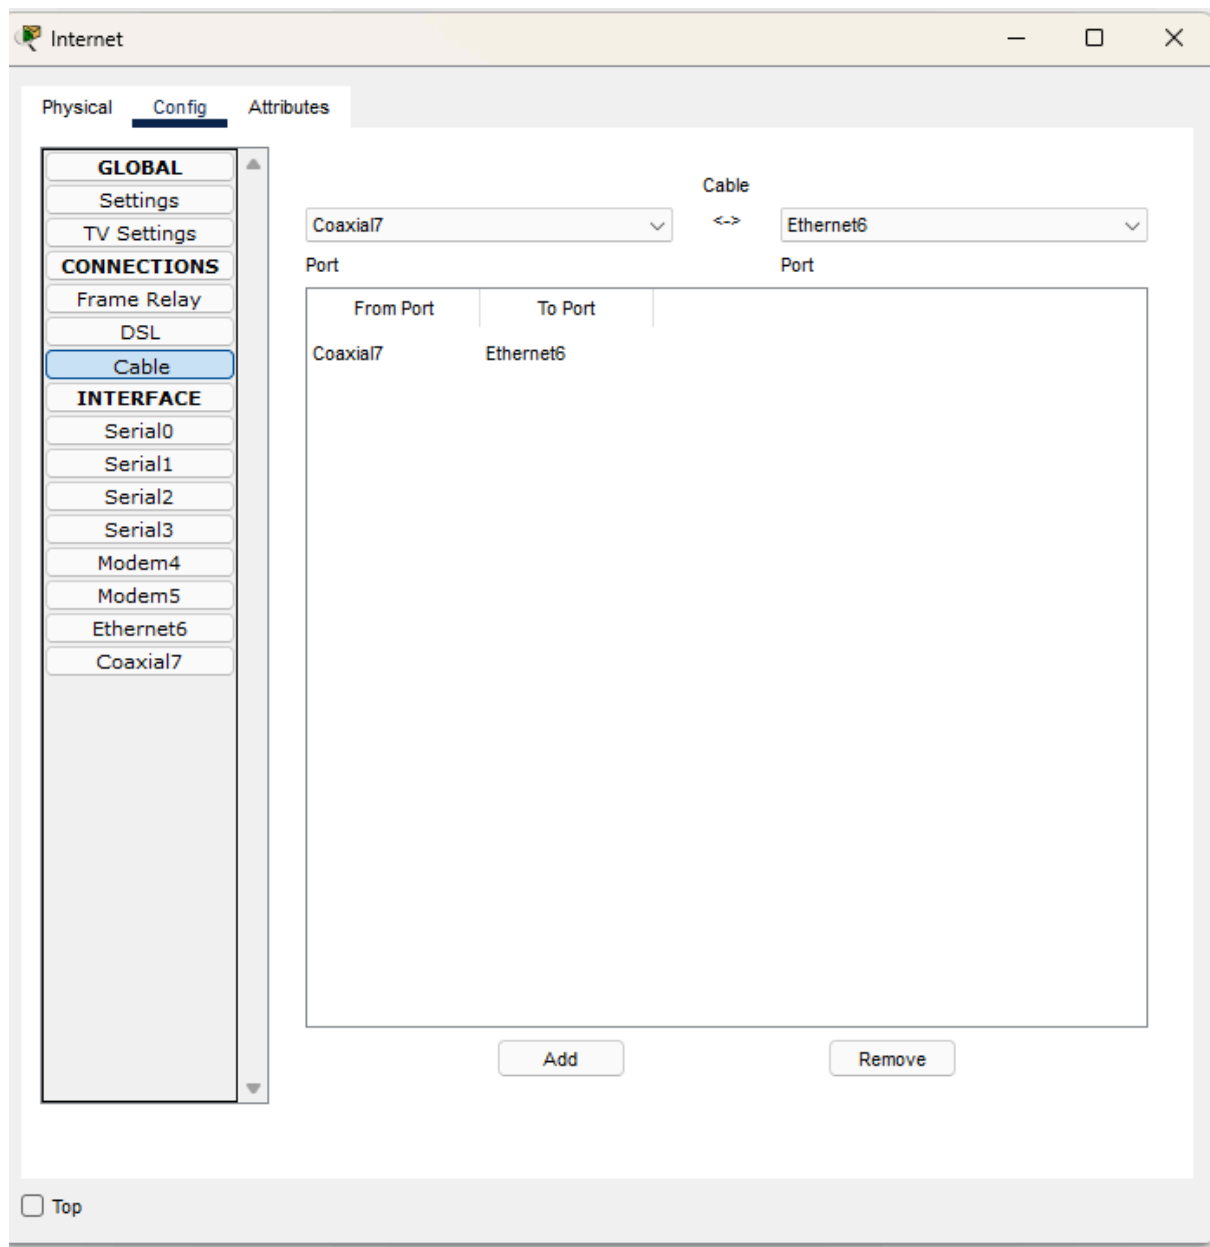 Internet
Physical Config Attributes
GLOBAL
Settings
TV Settings
CONNECTIONS
Frame Relay
DSL
Cable
INTERFACE
Serial0
Serial1
Serial2
Serial3
Modem4
Modem5
Ethernet6
Coaxial7
Cable
Coaxial7 <-> Ethernet6
Port Port
From Port To Port
Coaxial7 Ethernet6
Add Remove
Top